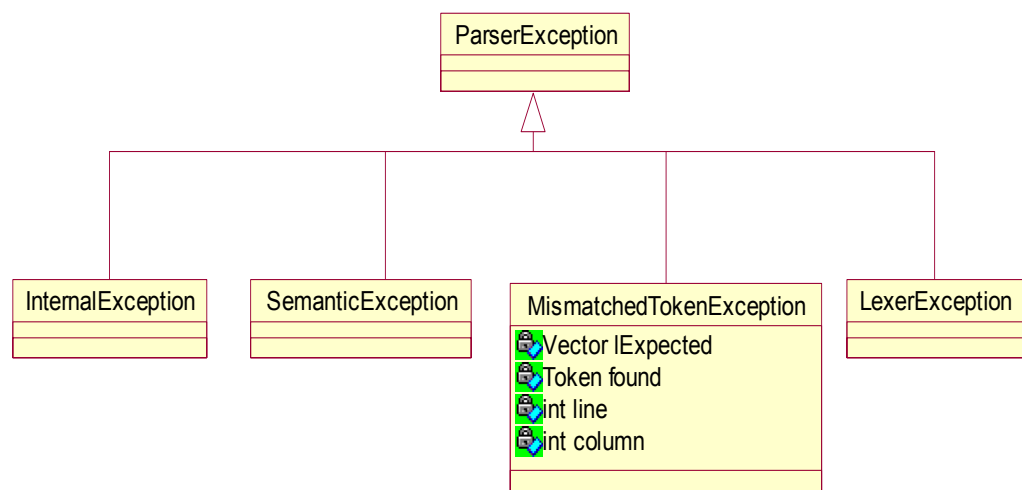 ParserException
InternalException
SemanticException
MismatchedTokenException
LexerException
Vector lExpected
Token found
int line
int column